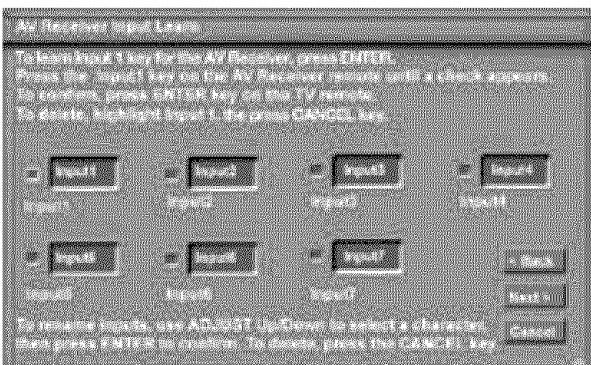 AV Receiver Input Learn
To learn Input 1 key for the AV Receiver, press ENTER.
Press the Input1 key on the AV Receiver remote until a check appears.
To confirm, press ENTER key on the TV remote.
To delete, highlight Input 1, the press CANCEL key.
Input1 Input2 Input3 Input4
Input1 Input2 Input3 Input4
Input5 Input6 Input7
< Back
Input5 Input6 Input7
Next >
To rename inputs, use ADJUST Up/Down to select a character,
Cancel
then press ENTER to confirm. To delete, press the CANCEL key